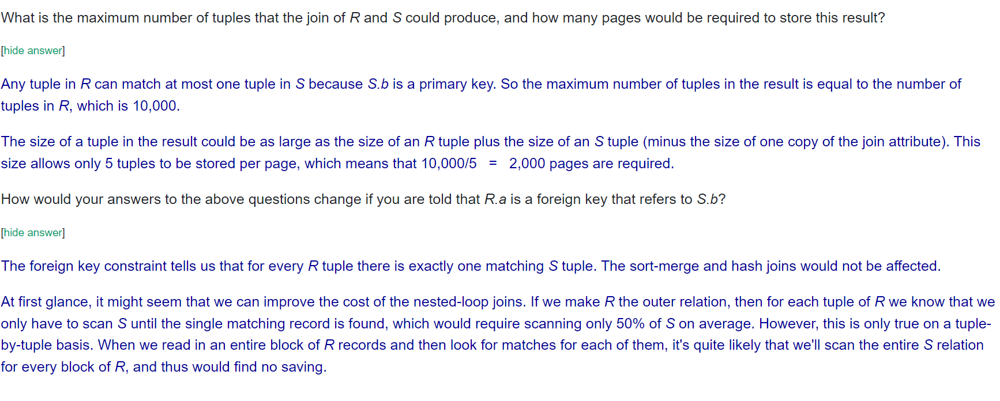 What is the maximum number of tuples that the join of R and S could produce, and how many pages would be required to store this result?
[hide answer]
Any tuple in R can match at most one tuple in S because S.b is a primary key. So the maximum number of tuples in the result is equal to the number of
tuples in R, which is 10,000.
The size of a tuple in the result could be as large as the size of an R tuple plus the size of an S tuple (minus the size of one copy of the join attribute). This
size allows only 5 tuples to be stored per page, which means that 10,000/5 = 2,000 pages are required.
How would your answers to the above questions change if you are told that R.a is a foreign key that refers to S.b?
[hide answer]
The foreign key constraint tells us that for every R tuple there is exactly one matching S tuple. The sort-merge and hash joins would not be affected.
At first glance, it might seem that we can improve the cost of the nested-loop joins. If we make R the outer relation, then for each tuple of R we know that we
only have to scan S until the single matching record is found, which would require scanning only 50% of S on average. However, this is only true on a tuple-
by-tuple basis. When we read in an entire block of R records and then look for matches for each of them, it's quite likely that we'll scan the entire S relation
for every block of R, and thus would find no saving.